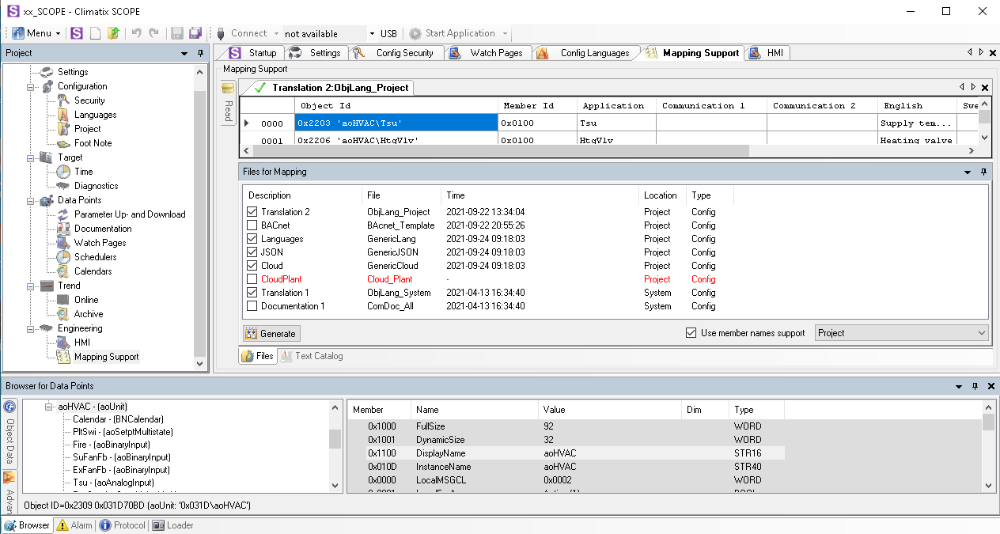 xx_SCOPE - Climatix SCOPE
Menu Connect not available USB Start Application
Project
Startup Settings Config Security Watch Pages Config Languages Mapping Support HMI
Settings
Configuration
Security
Languages
Project
Foot Note
Target
Time
Diagnostics
Data Points
Parameter Up- and Download
Documentation
Watch Pages
Schedulers
Calendars
Trend
Online
Archive
Engineering
HMI
Mapping Support
Mapping Support
Read
Translation 2:ObjLang_Project
Object Id Member Id Application Communication 1 Communication 2 English Swe
0000 0x2203 'aoHVAC\Tsu' 0x0100 Tsu Supply tem...
0001 0x2206 'aoHVAC\HtgVlv' 0x0100 HtgVlv Heating valve
Files for Mapping
Description File Time Location Type
Translation 2 ObjLang_Project 2021-09-22 13:34:04 Project Config
BACnet BAcnet_Template 2021-09-22 20:55:26 Project Config
Languages GenericLang 2021-09-24 09:18:03 Project Config
JSON GenericJSON 2021-09-24 09:18:03 Project Config
Cloud GenericCloud 2021-09-24 09:18:03 Project Config
CloudPlant Cloud_Plant - Project Config
Translation 1 ObjLang_System 2021-04-13 16:34:40 System Config
Documentation 1 ComDoc_All 2021-04-13 16:34:40 System Config
Generate Use member names support Project
Files Text Catalog
Browser for Data Points
Object Data
Advan
aoHVAC - (aoUnit)
Calendar - (BNCalendar)
PltSwi - (aoSetptMultistate)
Fire - (aoBinaryInput)
SuFanFb - (aoBinaryInput)
ExFanFb - (aoBinaryInput)
Tsu - (aoAnalogInput)
Member Name Value Dim Type
0x1000 FullSize 92 WORD
0x1001 DynamicSize 32 WORD
0x1100 DisplayName aoHVAC STR16
0x010D InstanceName aoHVAC STR40
0x0000 LocalMSGCL 0x0002 WORD
Object ID=0x2309 0x031D70BD (aoUnit: '0x031D\aoHVAC')
Browser Alarm Protocol Loader